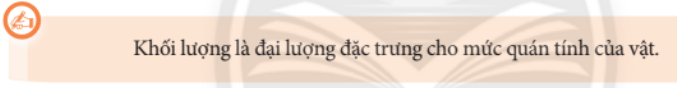 Khối lượng là đại lượng đặc trưng cho mức quán tính của vật.